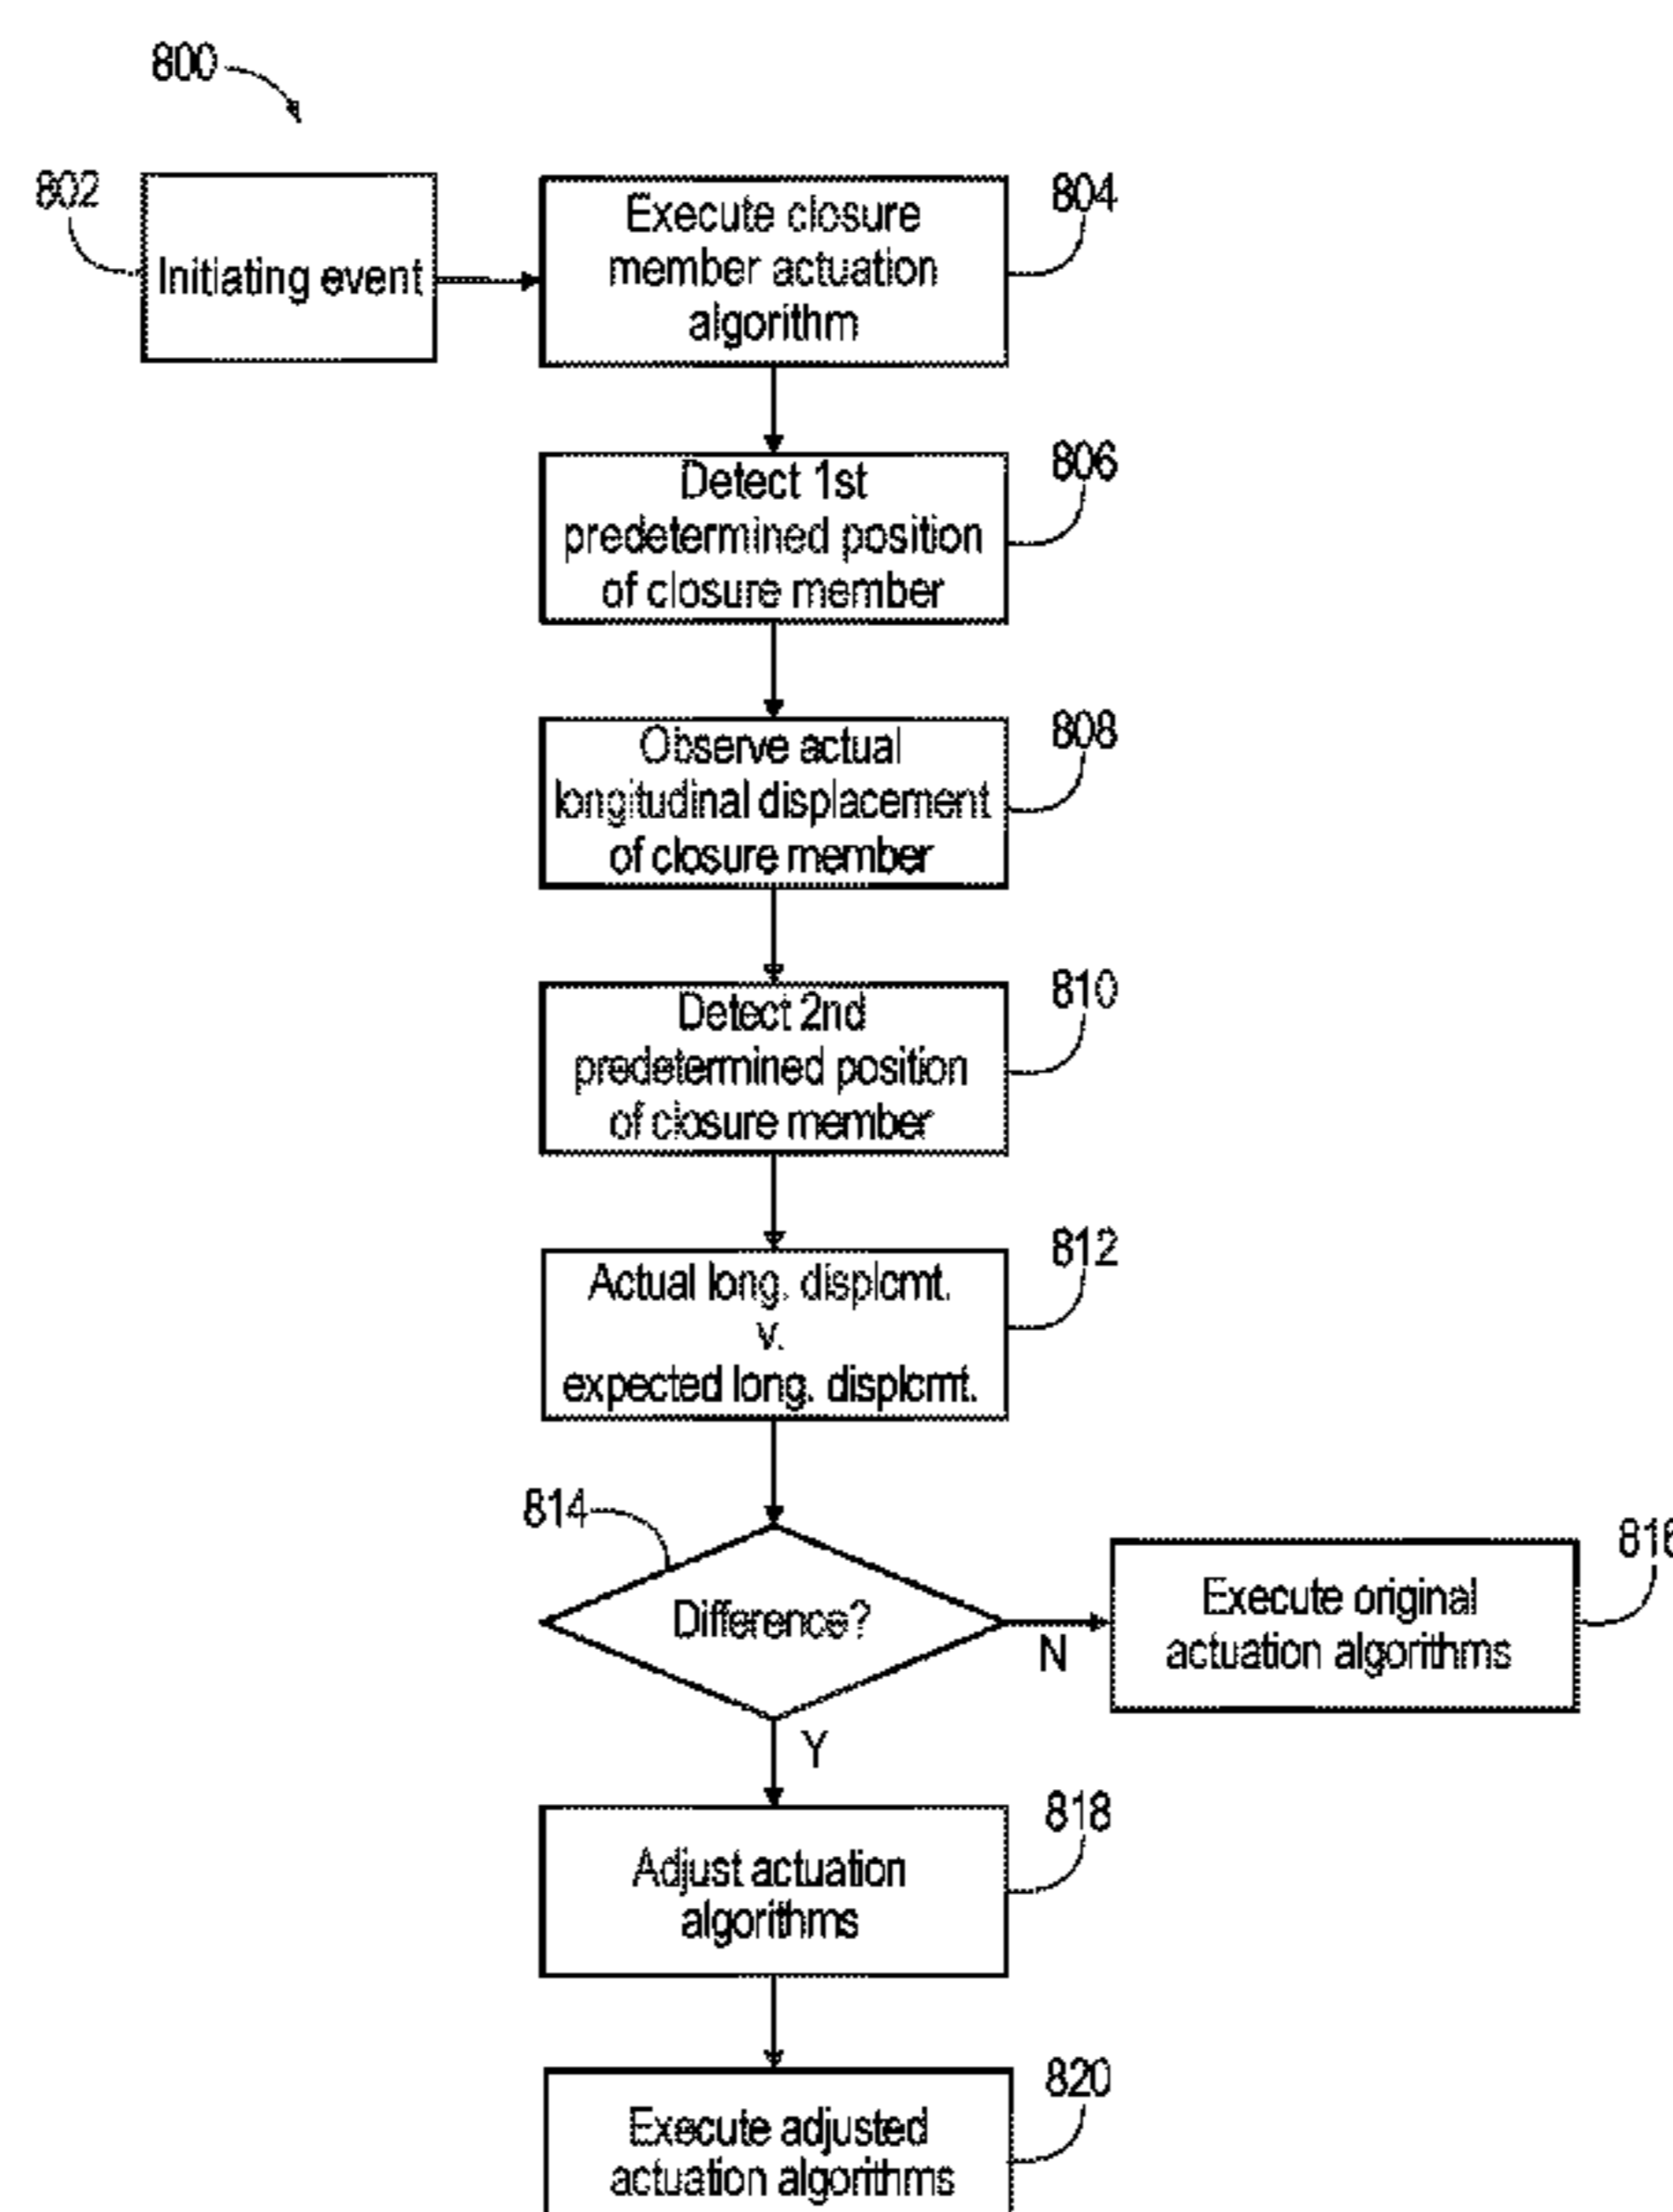 800
802
Initiating event
Execute closure
member actuation
algorithm
804
Detect 1st
predetermined position
of closure member
806
Observe actual
longitudinal displacement
of closure member
808
Detect 2nd
predetermined position
of closure member
810
Actual long. displcmt.
v.
expected long. displcmt.
812
814
Difference?
N
Execute original
actuation algorithms
816
Y
Adjust actuation
algorithms
818
Execute adjusted
actuation algorithms
820